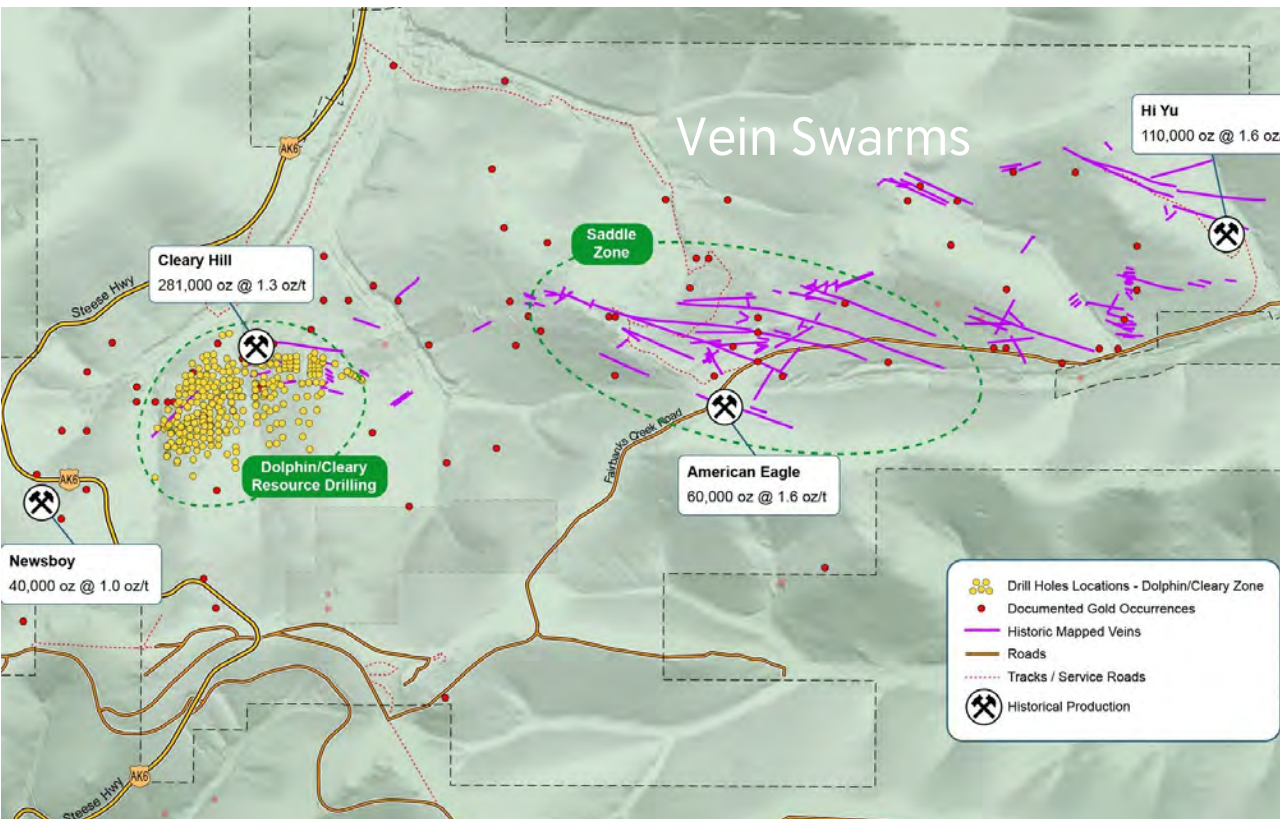 Vein Swarms
Hi Yu
110,000 oz @ 1.6 oz/
AK6
Saddle
Zone
Cleary Hill
281,000 oz @ 1.3 oz/t
Steese Hwy
Fairbanks Creek Road
Dolphin/Cleary
Resource Drilling
American Eagle
60,000 oz @ 1.6 oz/t
AK6
Newsboy
40,000 oz @ 1.0 oz/t
Drill Holes Locations - Dolphin/Cleary Zone
Documented Gold Occurrences
Historic Mapped Veins
Roads
Tracks / Service Roads
Historical Production
AK6
Steese Hwy